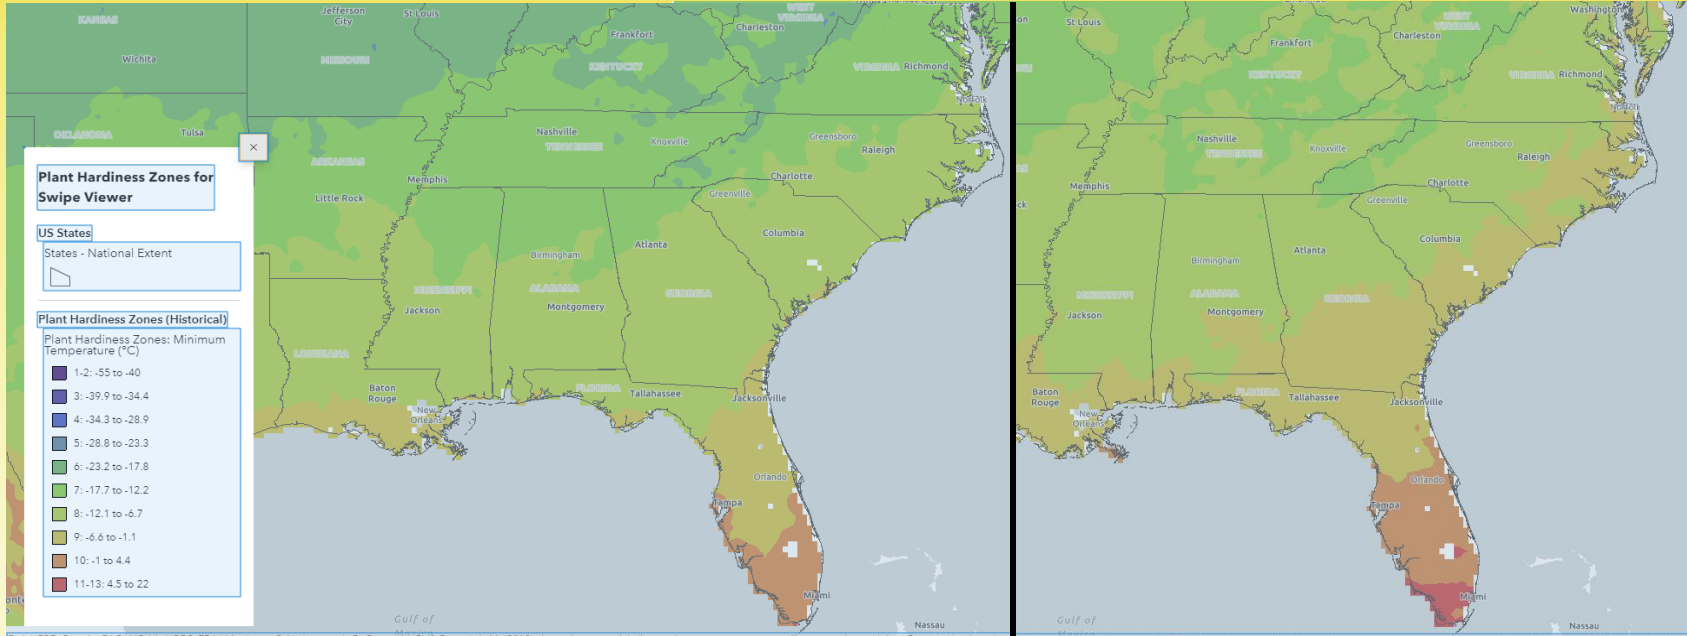 KANSAS
Jefferson
City
St Louis
WEST
VIRGINIA
Charleston
Frankfort
Wichita
MISSOURI
KENTUCKY
VIRGINIA
Richmond
Norfolk
OKLAHOMA
Tulsa
Nashville
TENNESSEE
Knoxville
Greensboro
Raleigh
ARKANSAS
Memphis
Charlotte
Little Rock
Greenville
Columbia
Atlanta
Birmingham
MISSISSIPPI
ALABAMA
GEORGIA
Jackson
Montgomery
LOUISIANA
Baton
Rouge
FLORIDA
Tallahassee
Jacksonville
New
Orleans
Orlando
Tampa
Miami
Gulf of
Nassau
×
Plant Hardiness Zones for
Swipe Viewer
US States
States - National Extent
Plant Hardiness Zones (Historical)
Plant Hardiness Zones: Minimum
Temperature (°C)
1-2: -55 to -40
3: -39.9 to -34.4
4: -34.3 to -28.9
5: -28.8 to -23.3
6: -23.2 to -17.8
7: -17.7 to -12.2
8: -12.1 to -6.7
9: -6.6 to -1.1
10: -1 to 4.4
11-13: 4.5 to 22
St Louis
WEST
VIRGINIA
Washington
Charleston
Frankfort
KENTUCKY
VIRGINIA
Richmond
Norfolk
Nashville
TENNESSEE
Knoxville
Greensboro
Raleigh
Memphis
Charlotte
Greenville
Columbia
Atlanta
Birmingham
MISSISSIPPI
ALABAMA
GEORGIA
Jackson
Montgomery
Baton
Rouge
FLORIDA
Tallahassee
Jacksonville
New
Orleans
Orlando
Tampa
Miami
Gulf of
Nassau